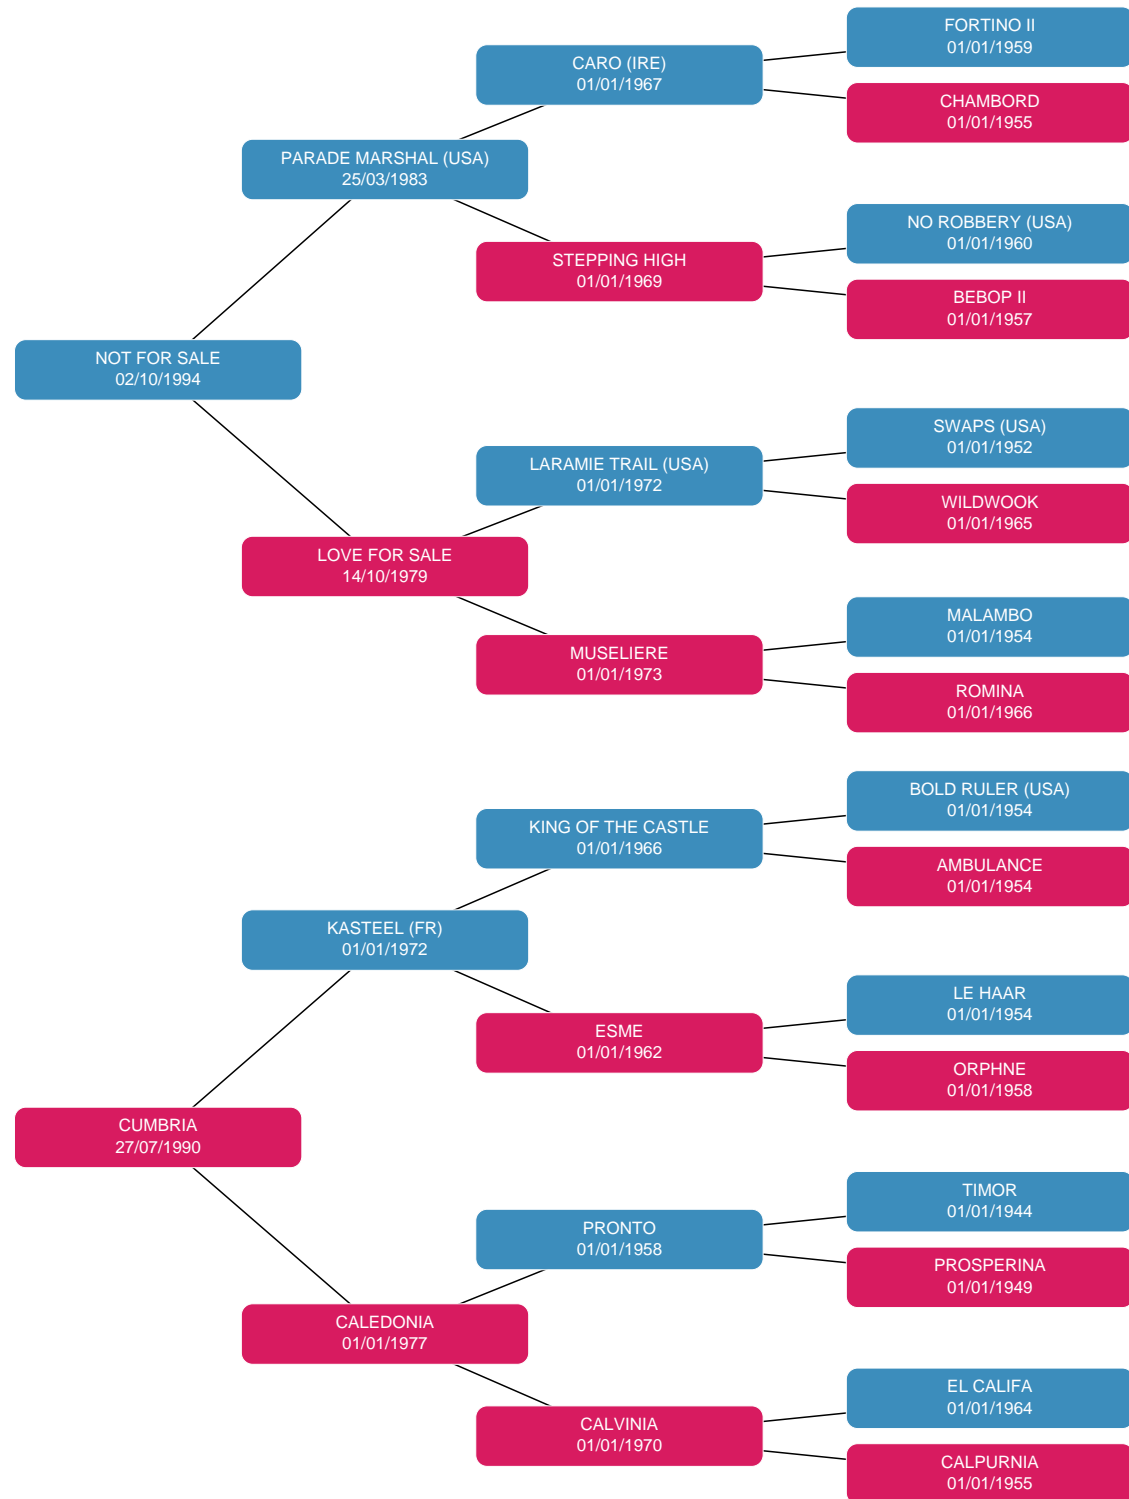 FORTINO II
01/01/1959
CARO (IRE)
01/01/1967
CHAMBORD
01/01/1955
PARADE MARSHAL (USA)
25/03/1983
NO ROBBERY (USA)
01/01/1960
STEPPING HIGH
01/01/1969
BEBOP II
01/01/1957
NOT FOR SALE
02/10/1994
SWAPS (USA)
01/01/1952
LARAMIE TRAIL (USA)
01/01/1972
WILDWOOK
01/01/1965
LOVE FOR SALE
14/10/1979
MALAMBO
01/01/1954
MUSELIERE
01/01/1973
ROMINA
01/01/1966
BOLD RULER (USA)
01/01/1954
KING OF THE CASTLE
01/01/1966
AMBULANCE
01/01/1954
KASTEEL (FR)
01/01/1972
LE HAAR
01/01/1954
ESME
01/01/1962
ORPHNE
01/01/1958
CUMBRIA
27/07/1990
TIMOR
01/01/1944
PRONTO
01/01/1958
PROSPERINA
01/01/1949
CALEDONIA
01/01/1977
EL CALIFA
01/01/1964
CALVINIA
01/01/1970
CALPURNIA
01/01/1955